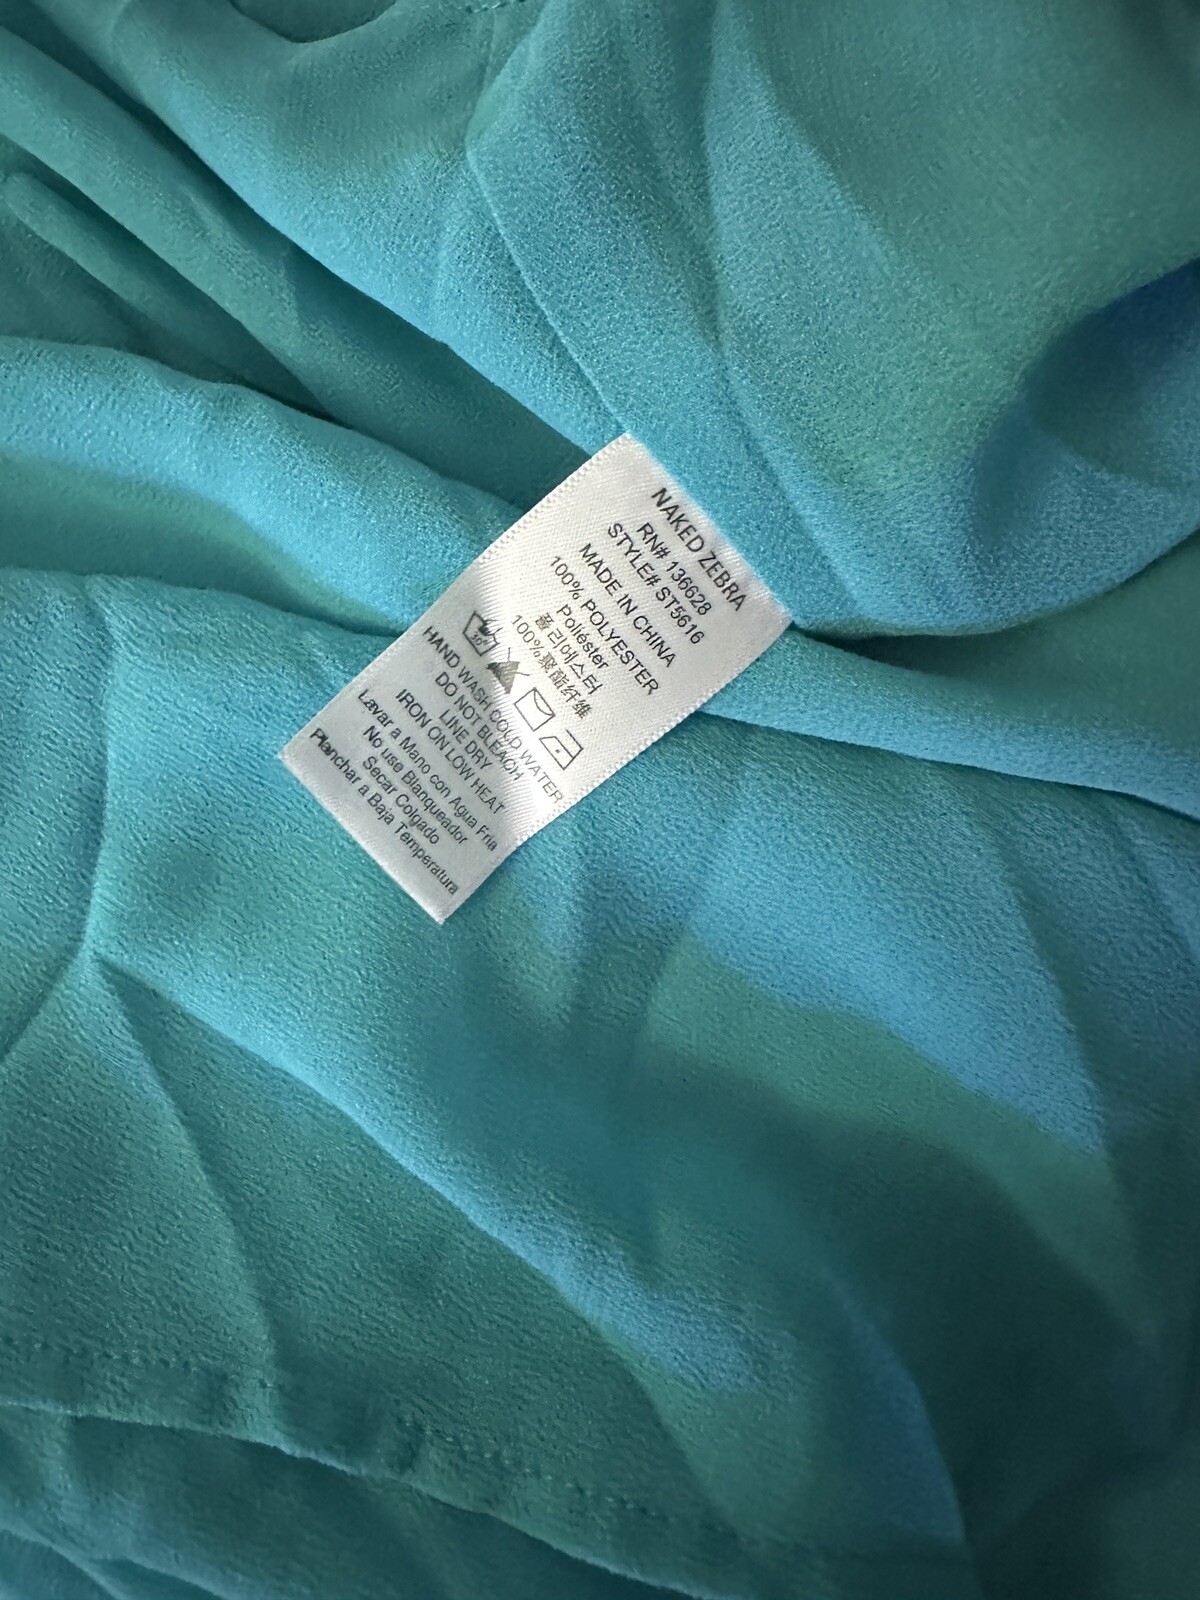 NAKED ZEBRA
RN# 136628
STYLE# ST5616
MADE IN CHINA
100% POLYESTER
Poliéster
폴리에스터
100%聚酯纤维
30°
HAND WASH COLD WATER
DO NOT BLEACH
LINE DRY
IRON ON LOW HEAT
Lavar a Mano con Agua Fria
No use Blanqueador
Secar Colgado
Planchar a Baja Temperatura